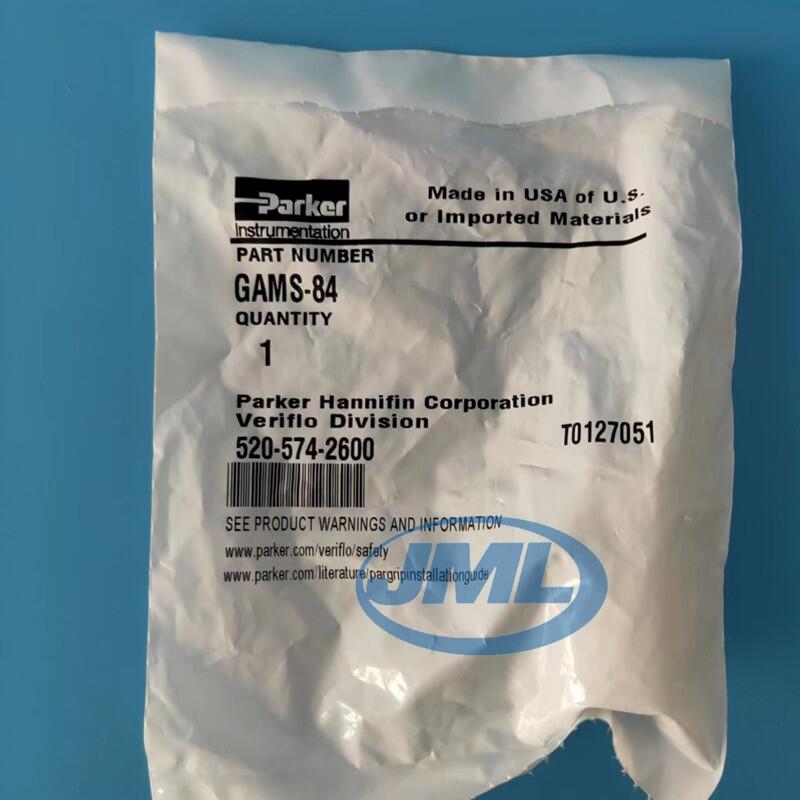 Parker
Instrumentation
Made in USA of U.S.
or Imported Materials
PART NUMBER
GAMS-84
QUANTITY
1
Parker Hannifin Corporation
Veriflo Division
520-574-2600
T0127051
SEE PRODUCT WARNINGS AND INFORMATION
www.parker.com/veriflo/safety
www.parker.com/literature/pargripinstallationguide
JML